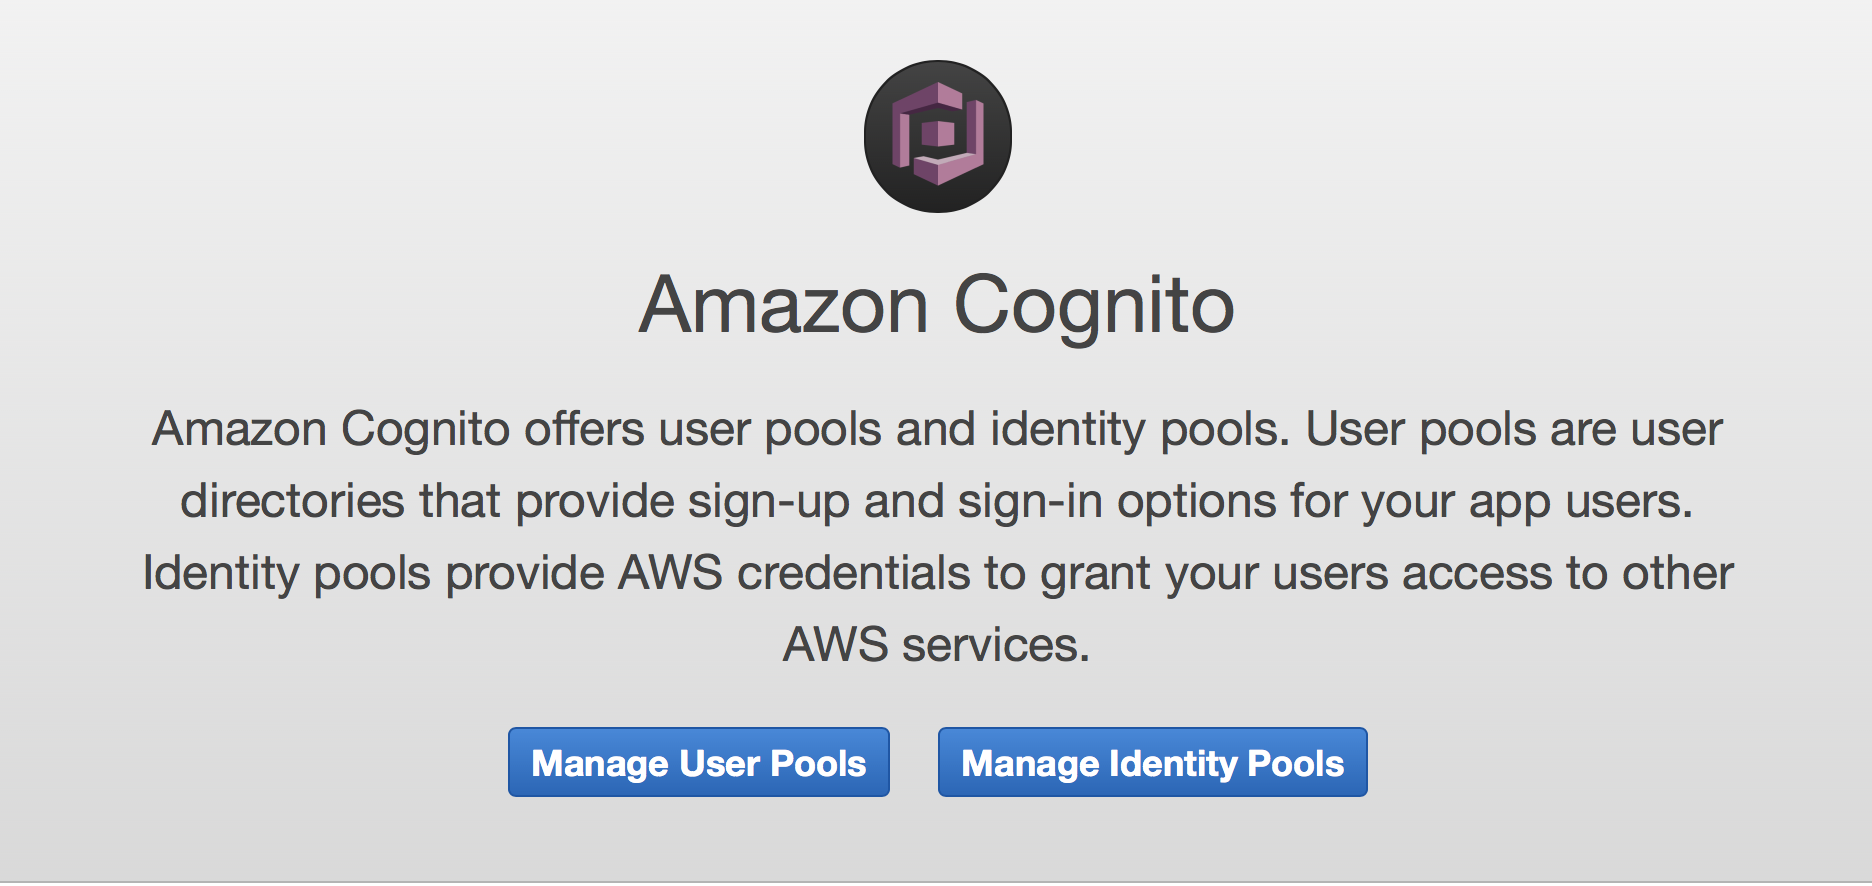 Amazon Cognito
Amazon Cognito offers user pools and identity pools. User pools are user
directories that provide sign-up and sign-in options for your app users.
Identity pools provide AWS credentials to grant your users access to other
AWS services.
Manage User Pools
Manage Identity Pools